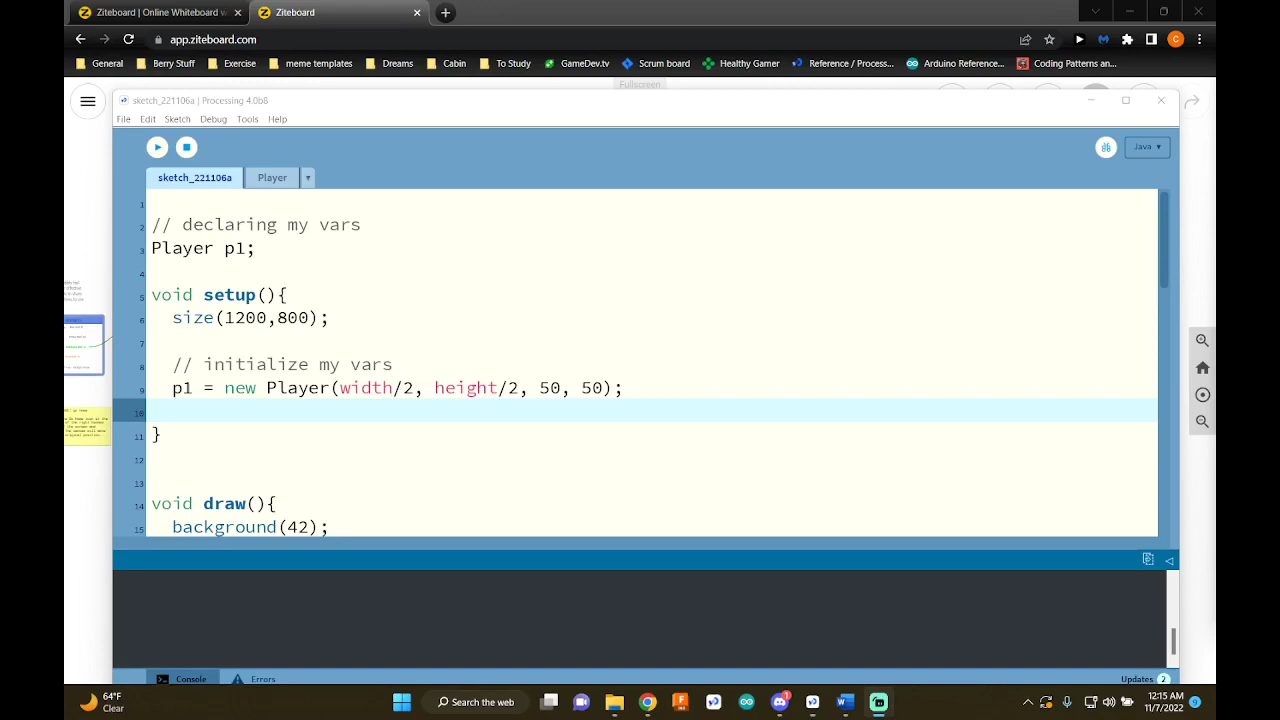 Ziteboard | Online Whiteboard w
Ziteboard
app.ziteboard.com
General
Berry Stuff
Exercise
meme templates
Dreams
Cabin
To Study
GameDev.tv
Scrum board
Healthy Gamer
Reference / Process...
Arduino Reference...
Coding Patterns an...
Fullscreen
sketch_221106a | Processing 4.0b8
File Edit Sketch Debug Tools Help
Java
sketch_221106a
Player
1
2 // declaring my vars
3 Player p1;
4
5 void setup(){
6 size(1200,800);
7
8 // initialize my vars
9 p1 = new Player(width/2, height/2, 50, 50);
10
11 }
12
13
14 void draw(){
15 background(42);
Console
Errors
Updates 2
64°F
Clear
Search the web
1
12:15 AM
11/7/2022
9